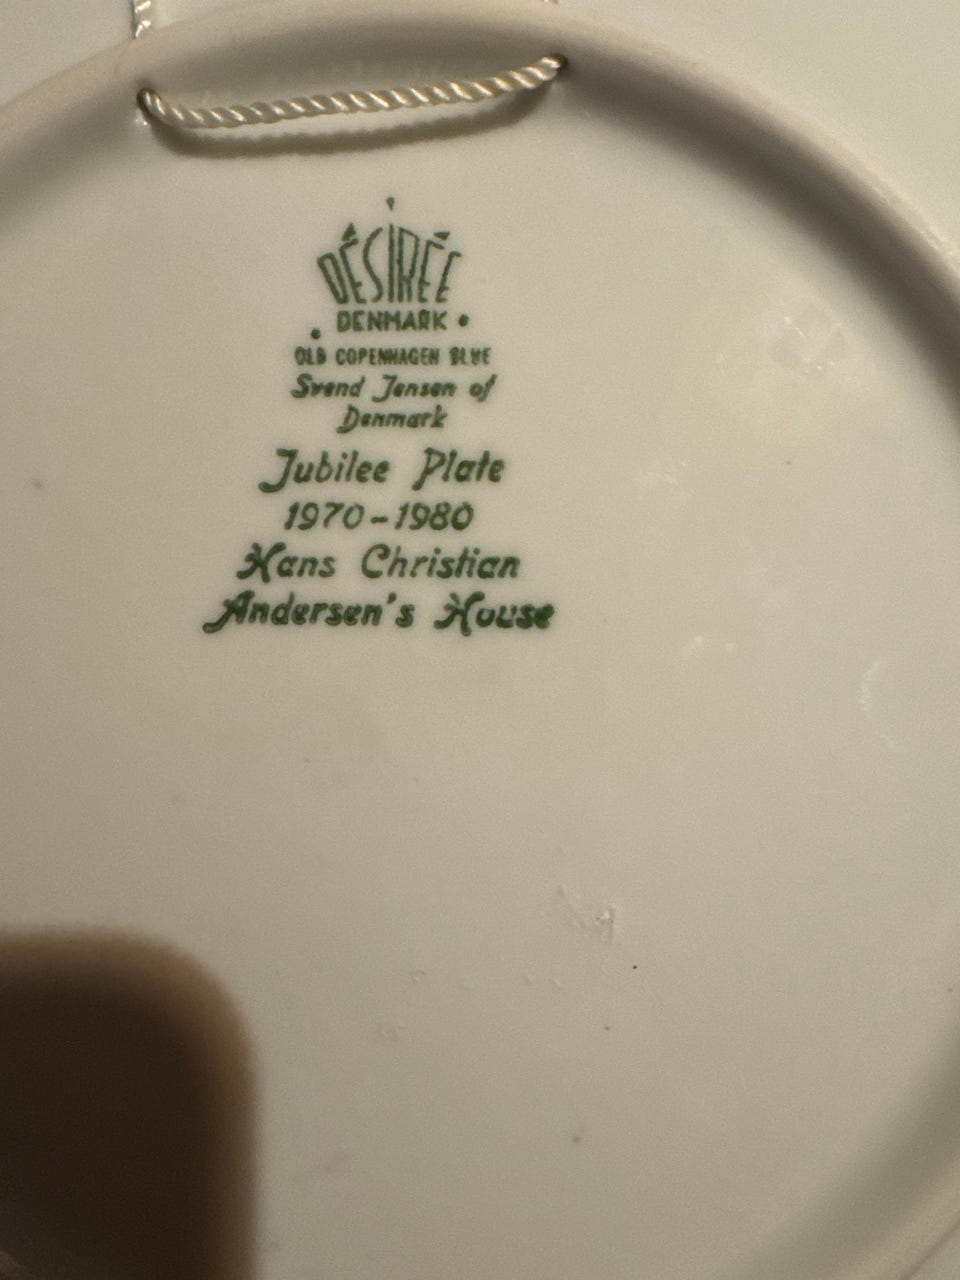 DÉSIRÉE
DENMARK
OLD COPENHAGEN BLUE
Svend Jensen of
Denmark
Jubilee Plate
1970-1980
Hans Christian
Andersen's House